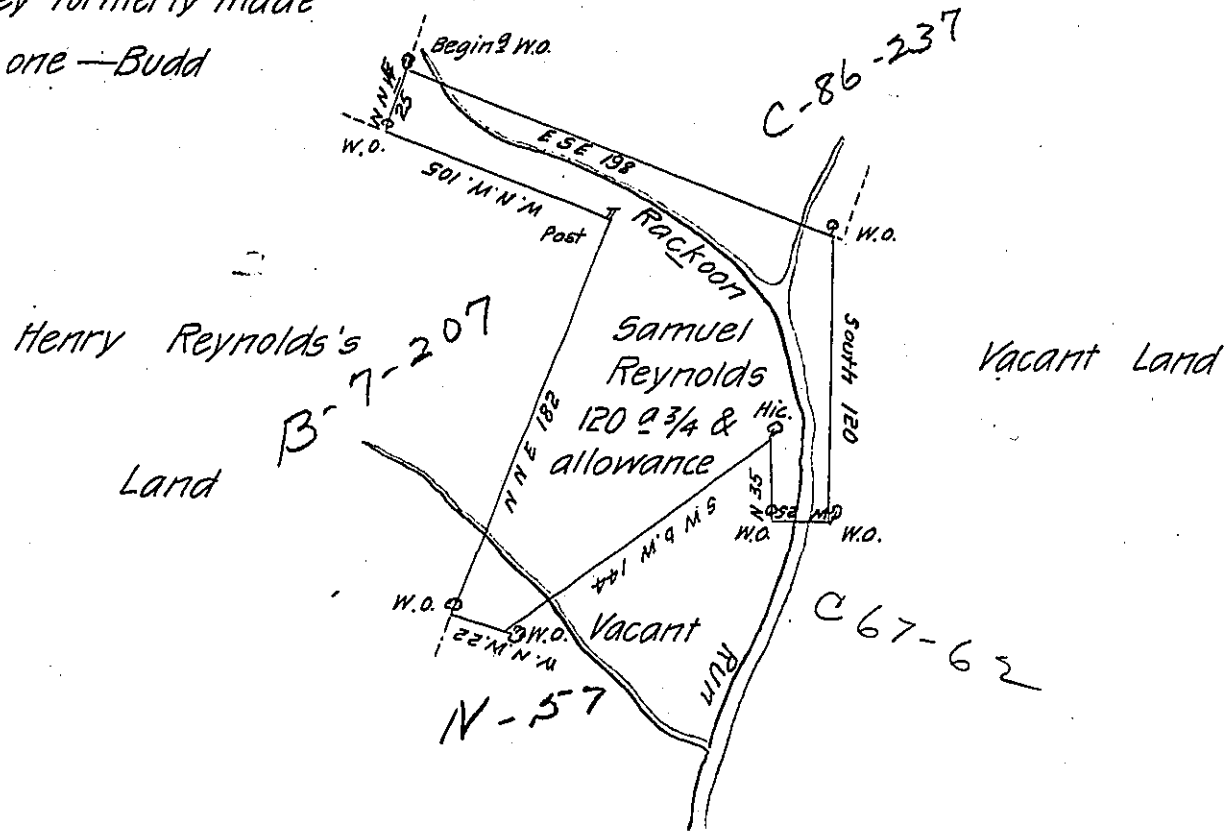 ey formerly made
one — Budd
Begin.g W.O.
C-86-237
25
W.O.
ESE 198
W.N.W. 105
Post
W.O.
Rackoon
Henry Reynolds's
Land
B-7-207
Samuel
Reynolds
120 a 3/4 &
allowance
Hic.
South 120
Vacant Land
NNE 182
N 35
W 25
W.O.
W.O.
S W b.W 144
W.O.
W.N.W. 22
W.O.
Vacant
Run
C 67-62
N-57